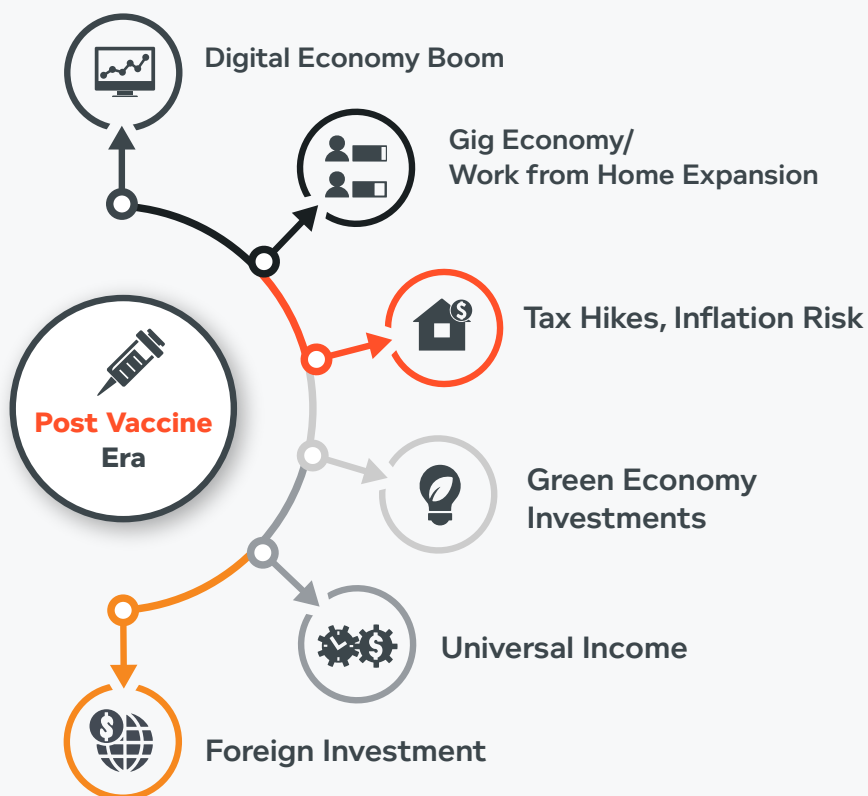 Digital Economy Boom
Gig Economy/
Work from Home Expansion
Tax Hikes, Inflation Risk
Post Vaccine
Era
Green Economy
Investments
Universal Income
Foreign Investment